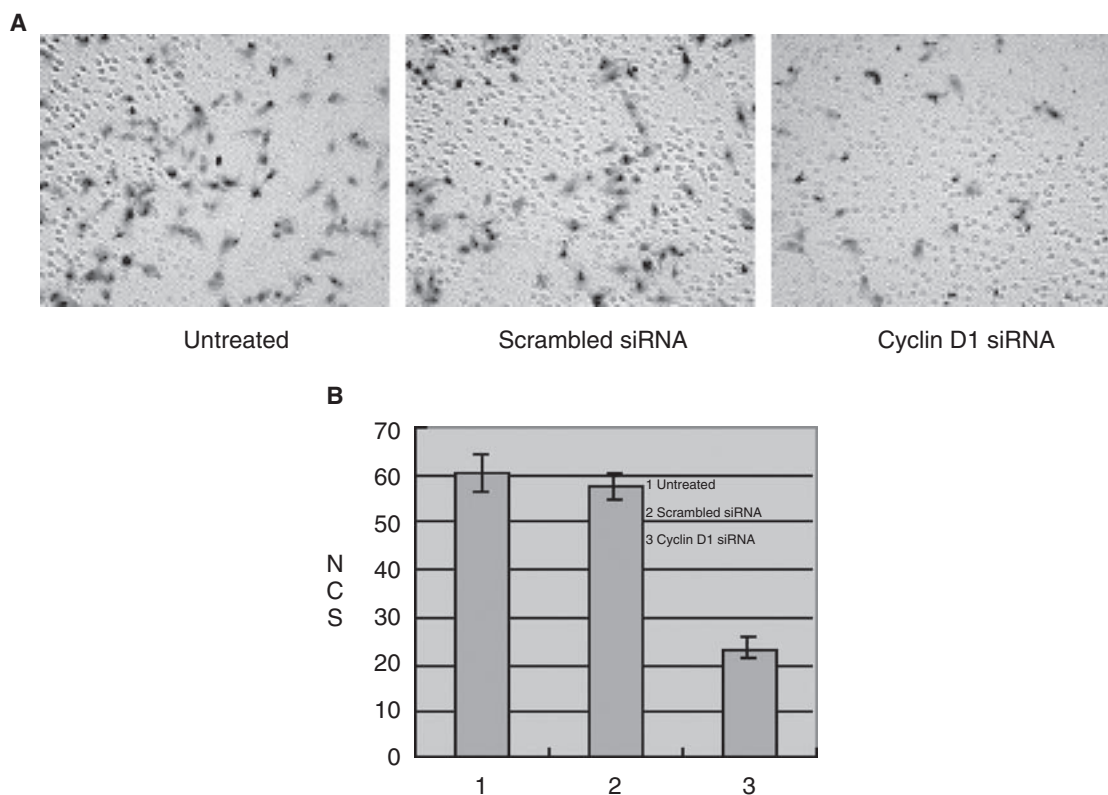 A
Untreated
Scrambled siRNA
Cyclin D1 siRNA
B
70
60
50
40
30
20
10
0
N
C
S
1 Untreated
2 Scrambled siRNA
3 Cyclin D1 siRNA
1 2 3